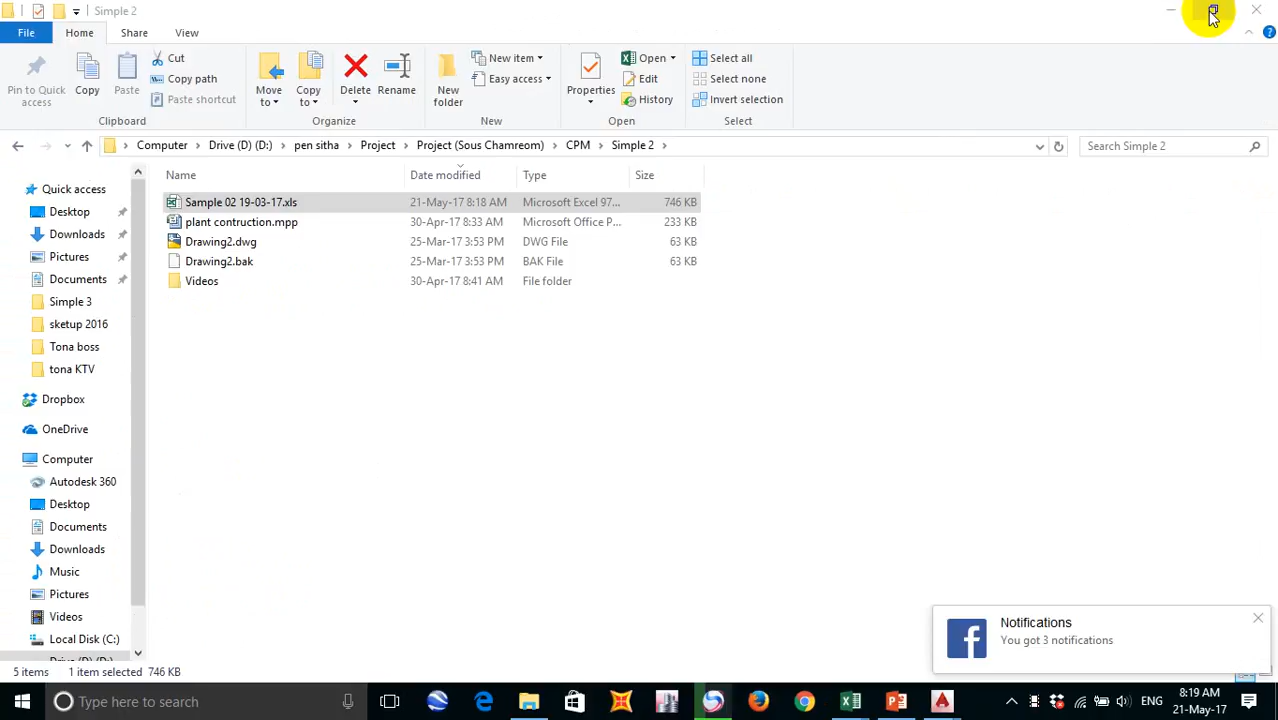 Simple 2
File Home Share View
Pin to Quick access
Copy
Paste
Cut
Copy path
Paste shortcut
Clipboard
Move to
Copy to
Delete
Rename
Organize
New folder
New item
Easy access
New
Properties
Open
Edit
History
Open
Select all
Select none
Invert selection
Select
Computer Drive (D) (D:) pen sitha Project Project (Sous Chamreom) CPM Simple 2
Search Simple 2
Name Date modified Type Size
Sample 02 19-03-17.xls 21-May-17 8:18 AM Microsoft Excel 97... 746 KB
plant contruction.mpp 30-Apr-17 8:33 AM Microsoft Office P... 233 KB
Drawing2.dwg 25-Mar-17 3:53 PM DWG File 63 KB
Drawing2.bak 25-Mar-17 3:53 PM BAK File 63 KB
Videos 30-Apr-17 8:41 AM File folder
Quick access
Desktop
Downloads
Pictures
Documents
Simple 3
sketup 2016
Tona boss
tona KTV
Dropbox
OneDrive
Computer
Autodesk 360
Desktop
Documents
Downloads
Music
Pictures
Videos
Local Disk (C:)
Drive (D) (D:)
Notifications
You got 3 notifications
5 items 1 item selected 746 KB
Type here to search
ENG
8:19 AM
21-May-17